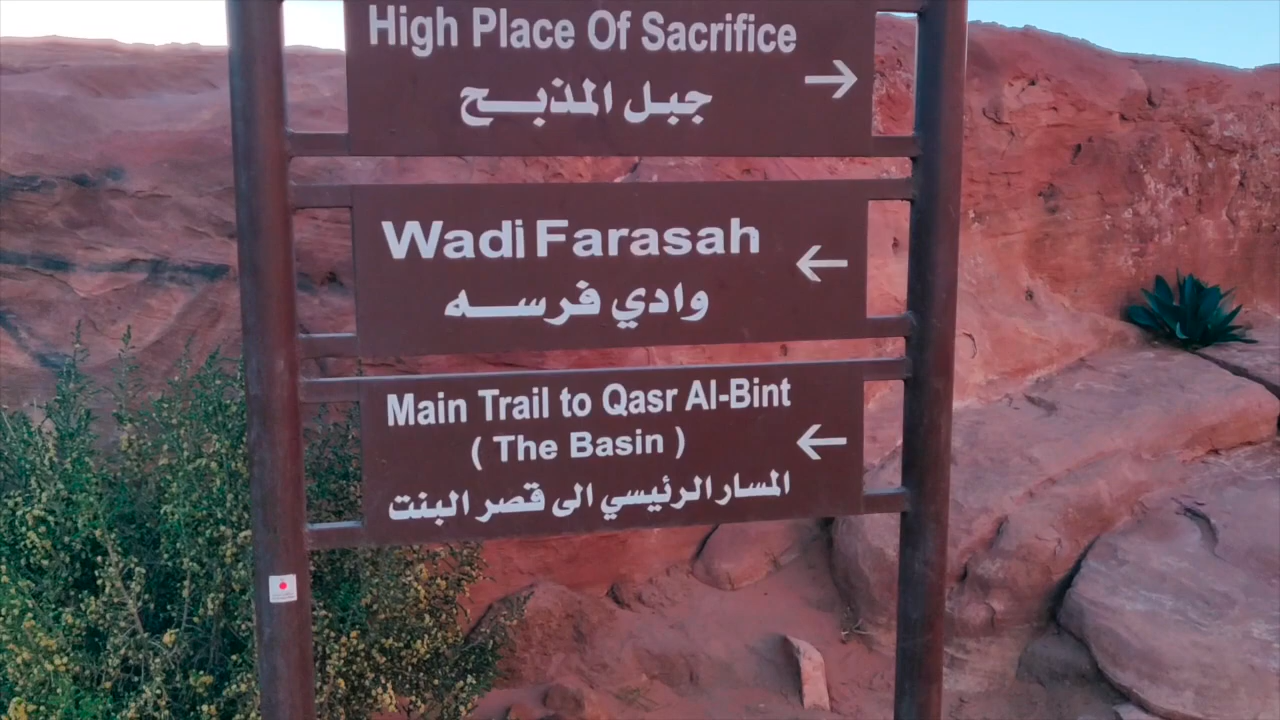 High Place Of Sacrifice
جبل المذبح
Wadi Farasah
وادي فرسه
Main Trail to Qasr Al-Bint
( The Basin )
المسار الرئيسي الى قصر البنت